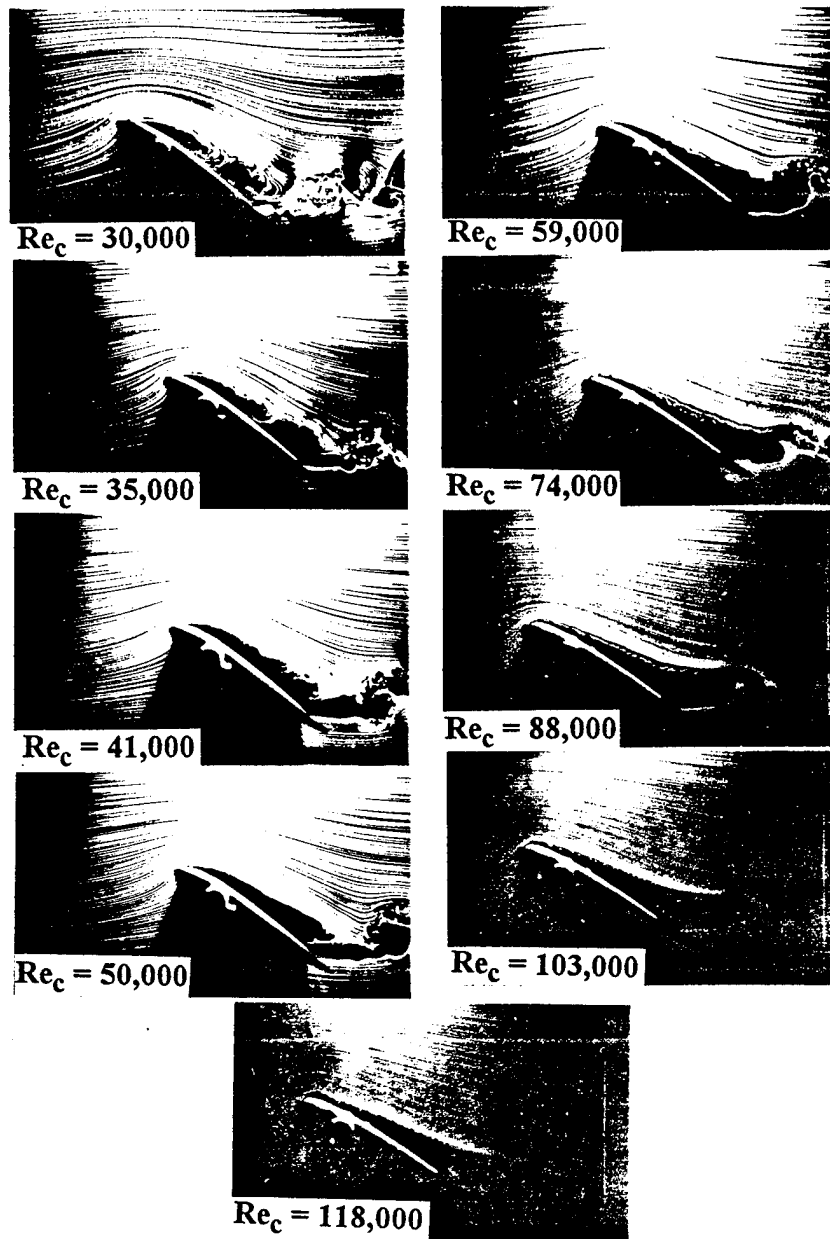 Re_c = 30,000
Re_c = 35,000
Re_c = 41,000
Re_c = 50,000
Re_c = 59,000
Re_c = 74,000
Re_c = 88,000
Re_c = 103,000
Re_c = 118,000